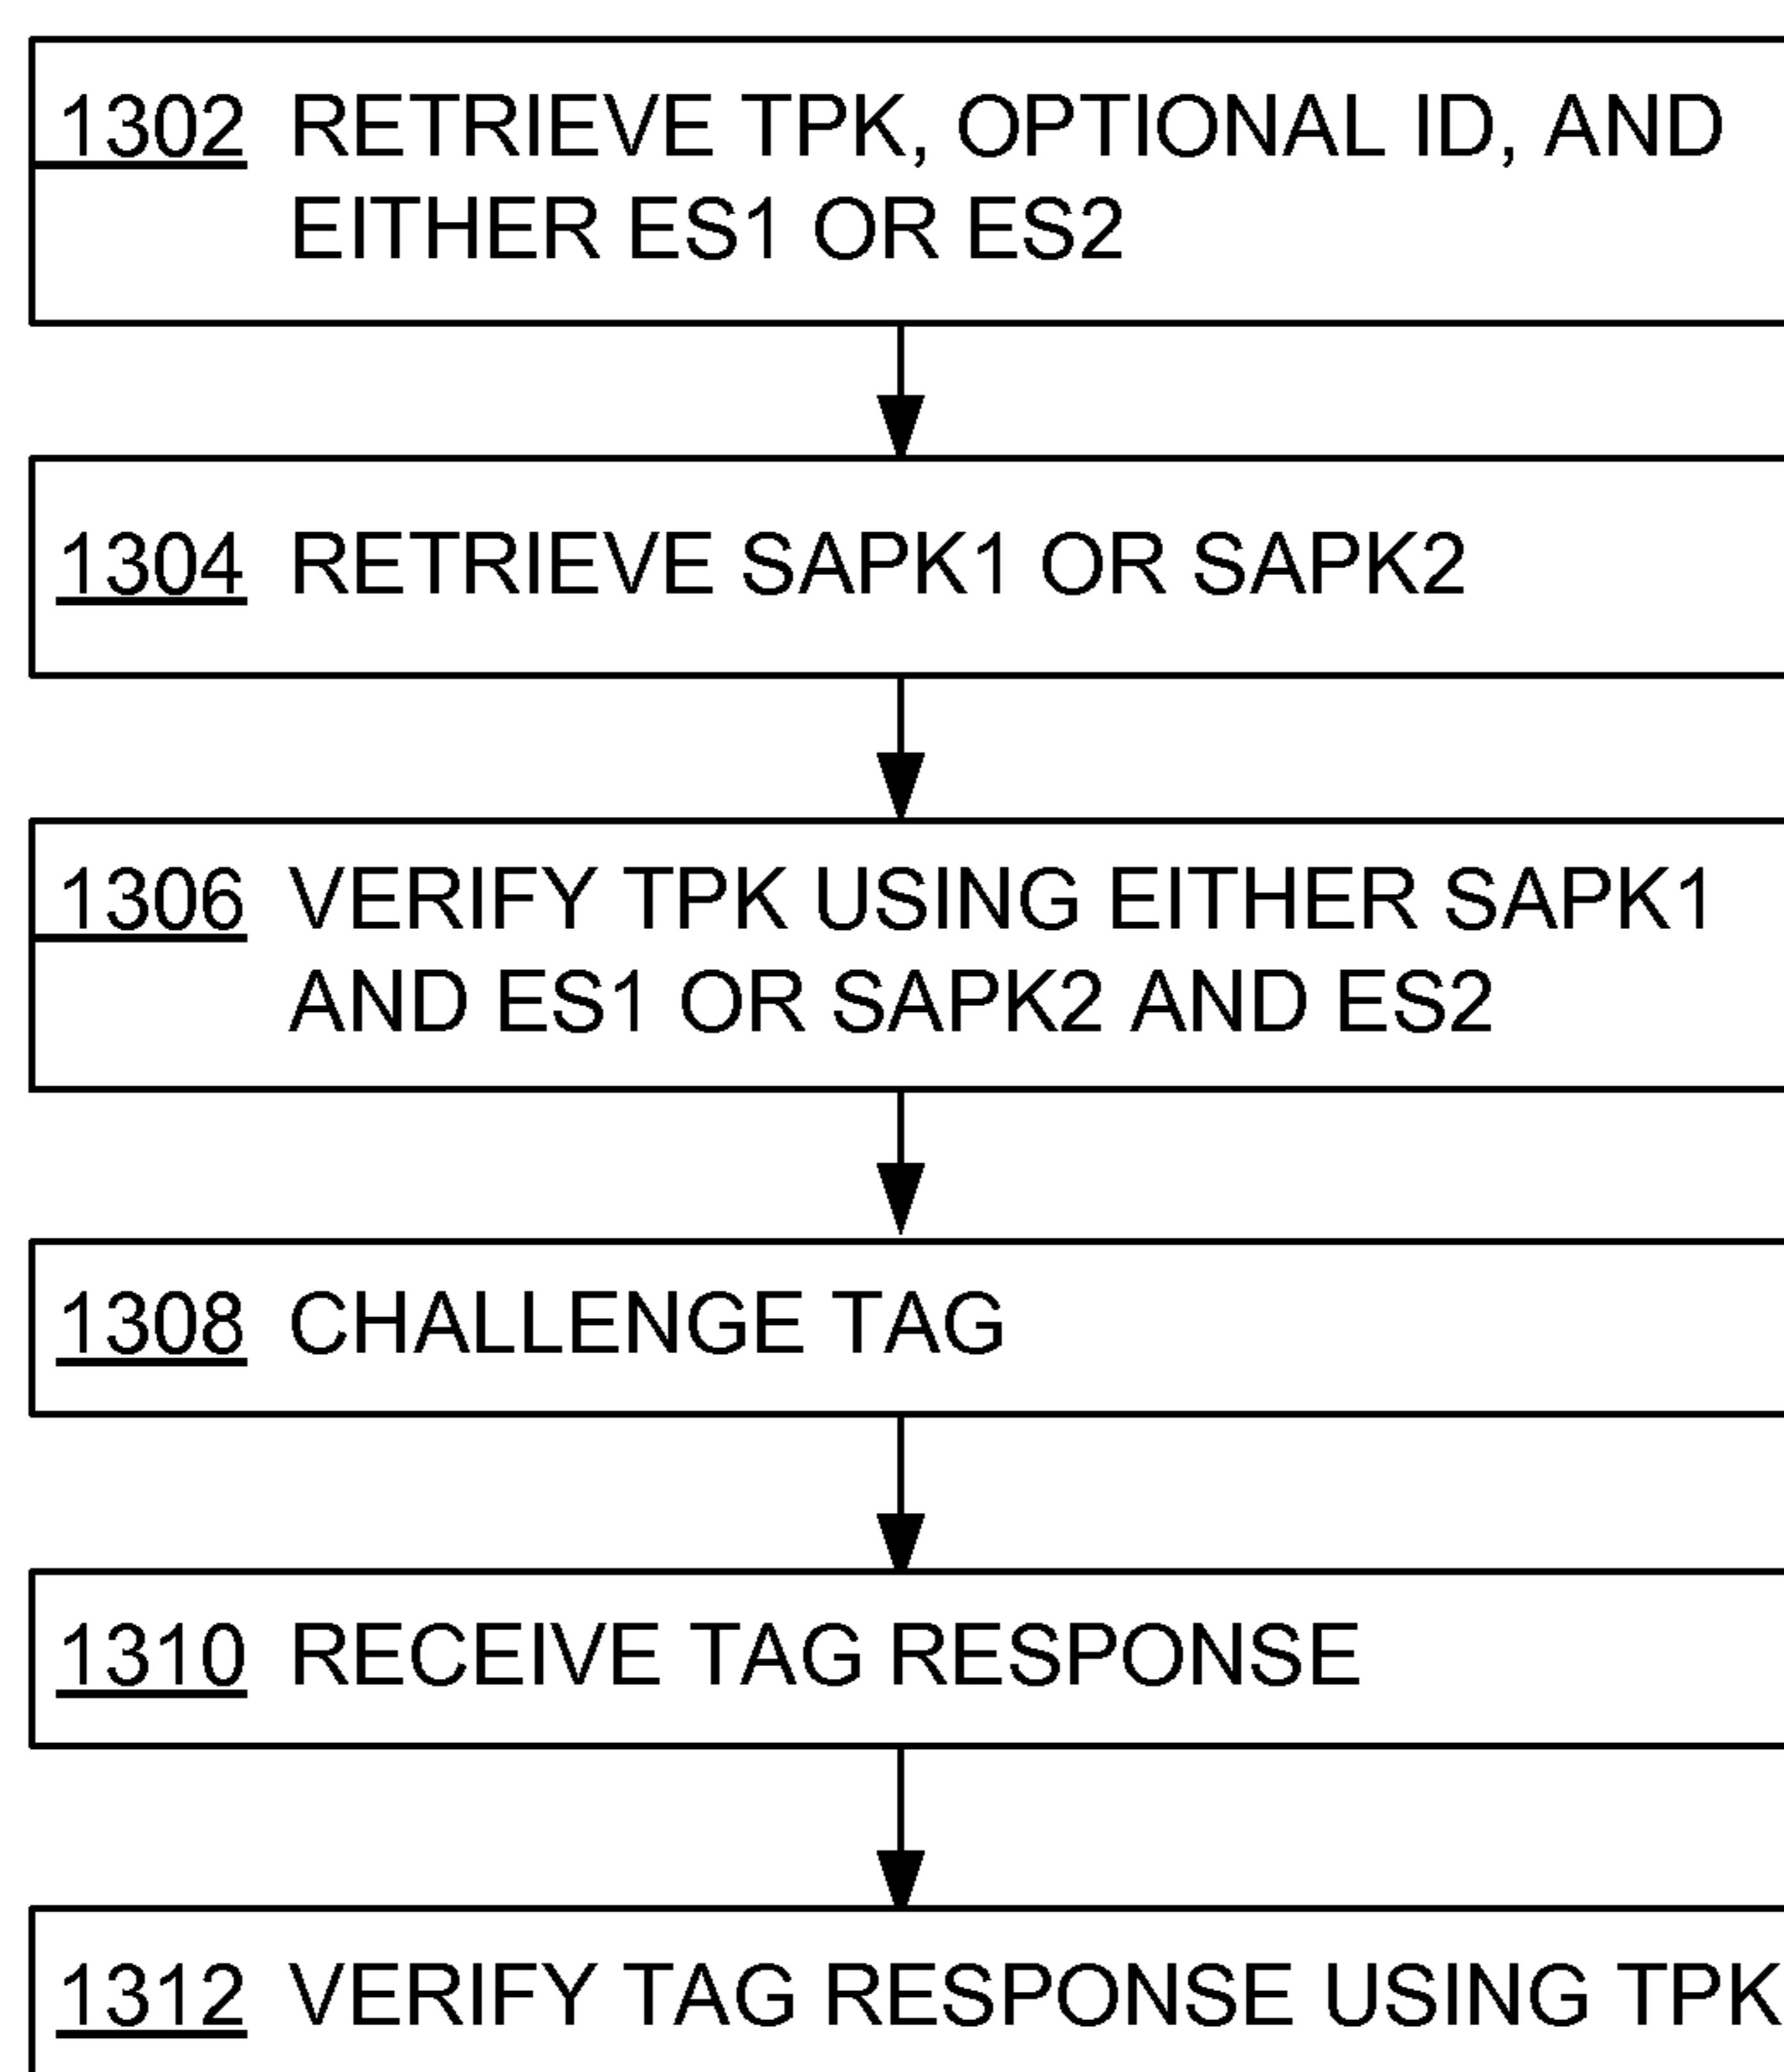 1302 RETRIEVE TPK, OPTIONAL ID, AND
EITHER ES1 OR ES2
1304 RETRIEVE SAPK1 OR SAPK2
1306 VERIFY TPK USING EITHER SAPK1
AND ES1 OR SAPK2 AND ES2
1308 CHALLENGE TAG
1310 RECEIVE TAG RESPONSE
1312 VERIFY TAG RESPONSE USING TPK